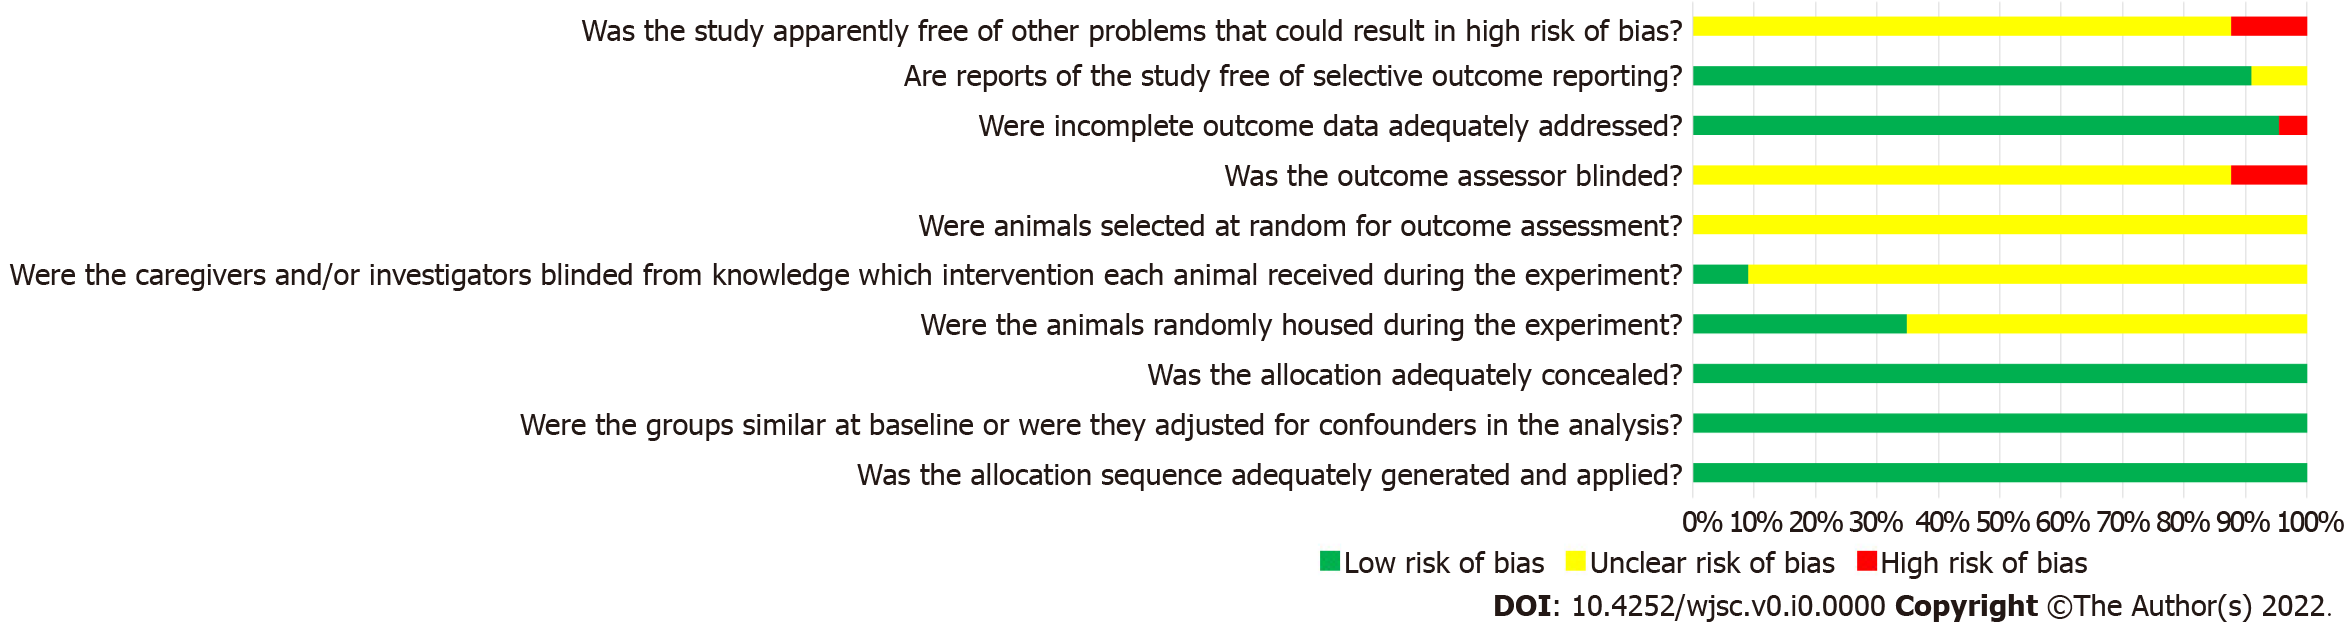 Was the study apparently free of other problems that could result in high risk of bias?
Are reports of the study free of selective outcome reporting?
Were incomplete outcome data adequately addressed?
Was the outcome assessor blinded?
Were animals selected at random for outcome assessment?
Were the caregivers and/or investigators blinded from knowledge which intervention each animal received during the experiment?
Were the animals randomly housed during the experiment?
Was the allocation adequately concealed?
Were the groups similar at baseline or were they adjusted for confounders in the analysis?
Was the allocation sequence adequately generated and applied?
0% 10% 20% 30% 40% 50% 60% 70% 80% 90% 100%
Low risk of bias Unclear risk of bias High risk of bias
DOI: 10.4252/wjsc.v0.i0.0000 Copyright ©The Author(s) 2022.